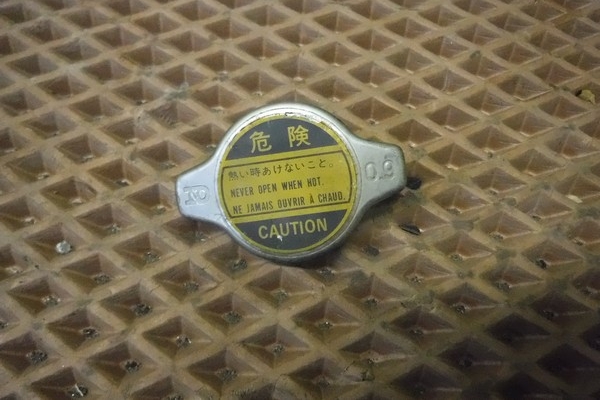 危険
熱い時あけないこと。
NEVER OPEN WHEN HOT.
NE JAMAIS OUVRIR À CHAUD.
CAUTION
0.9